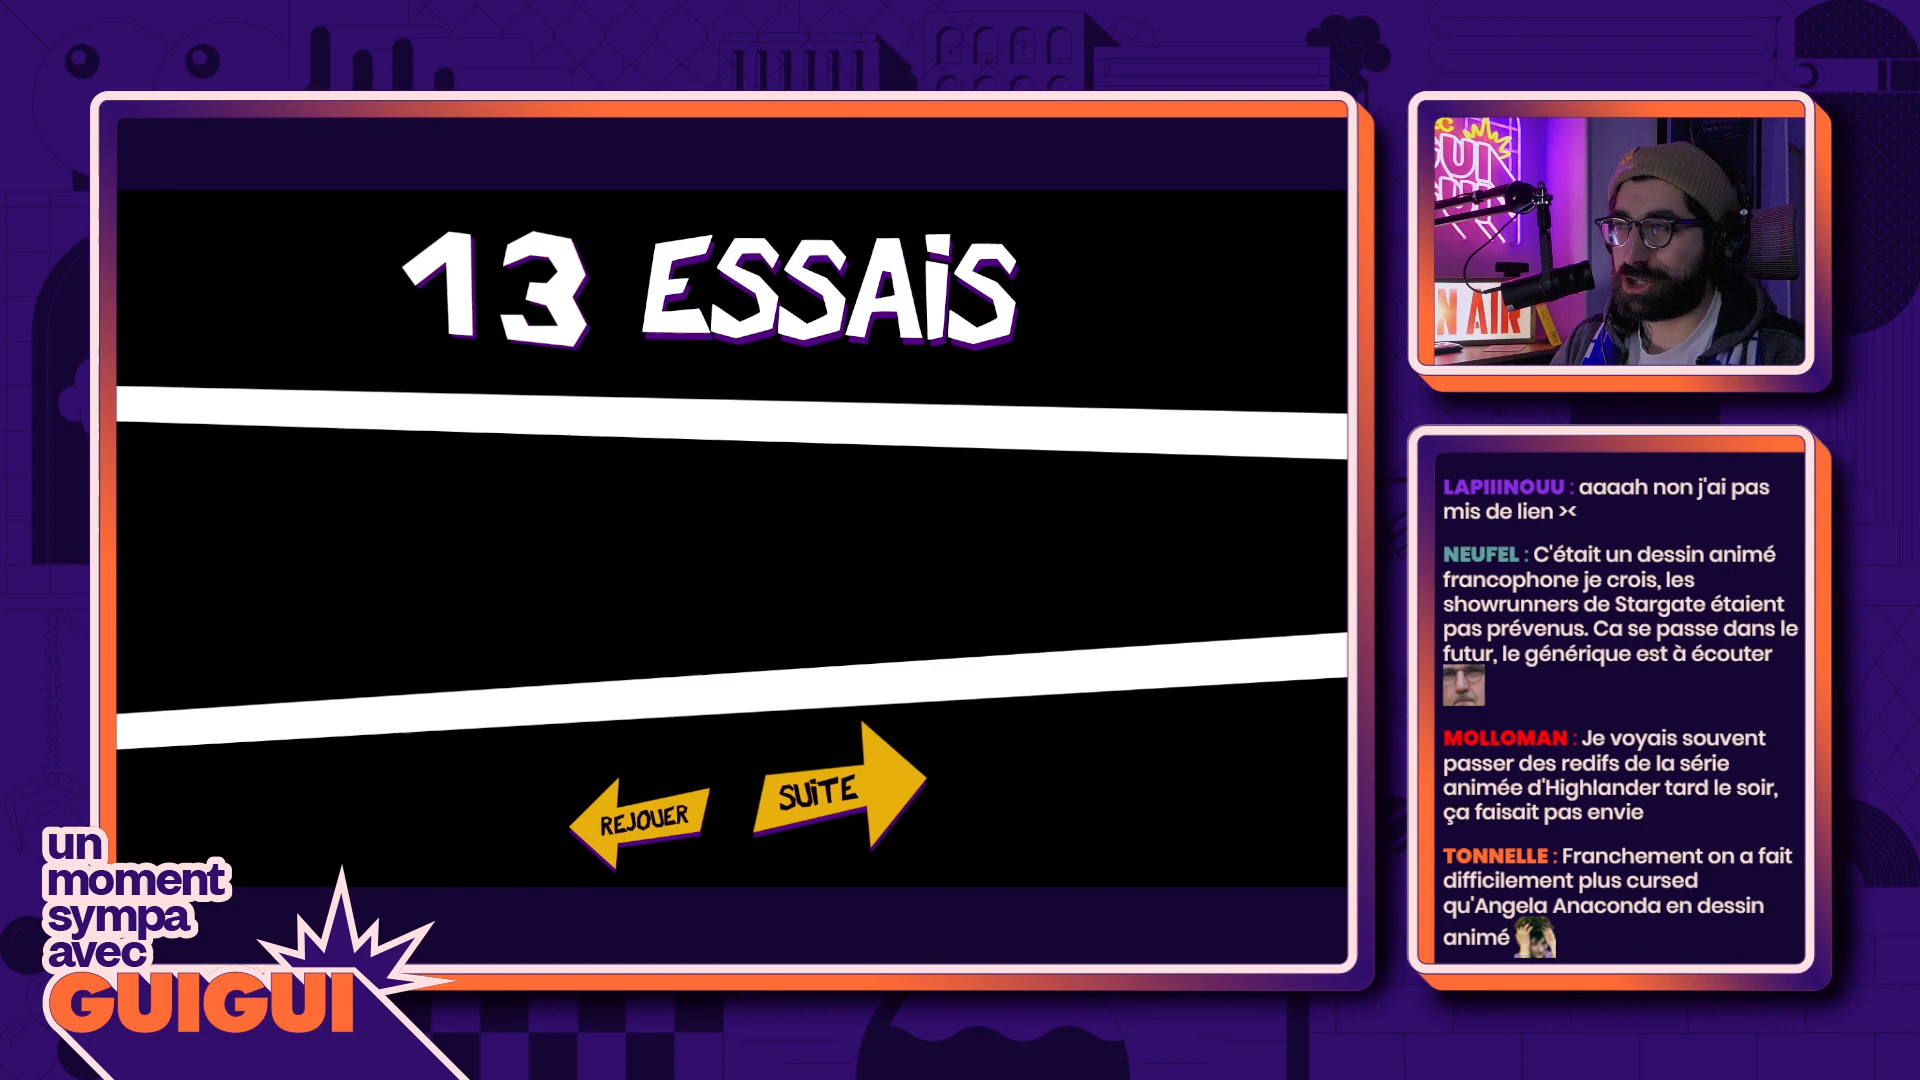 13 ESSAiS
REJOUER
SUiTE
un
moment
sympa
avec
GUIGUI
N AIR
LAPIIINOUU : aaaah non j'ai pas
mis de lien ><
NEUFEL : C'était un dessin animé
francophone je crois, les
showrunners de Stargate étaient
pas prévenus. Ca se passe dans le
futur, le générique est à écouter
MOLLOMAN : Je voyais souvent
passer des redifs de la série
animée d'Highlander tard le soir,
ça faisait pas envie
TONNELLE : Franchement on a fait
difficilement plus cursed
qu'Angela Anaconda en dessin
animé